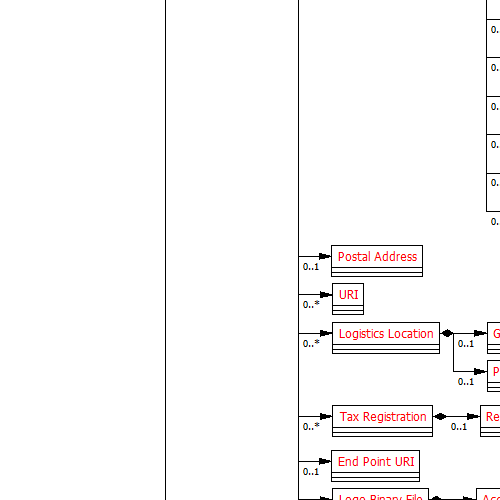 0..
0..
0..
0..
0..
0..
Postal Address
0..1
URI
0..*
Logistics Location
0..*
G
0..1
P
0..1
Tax Registration
0..*
Re
0..1
End Point URI
0..1
Logo Binary File
Acc